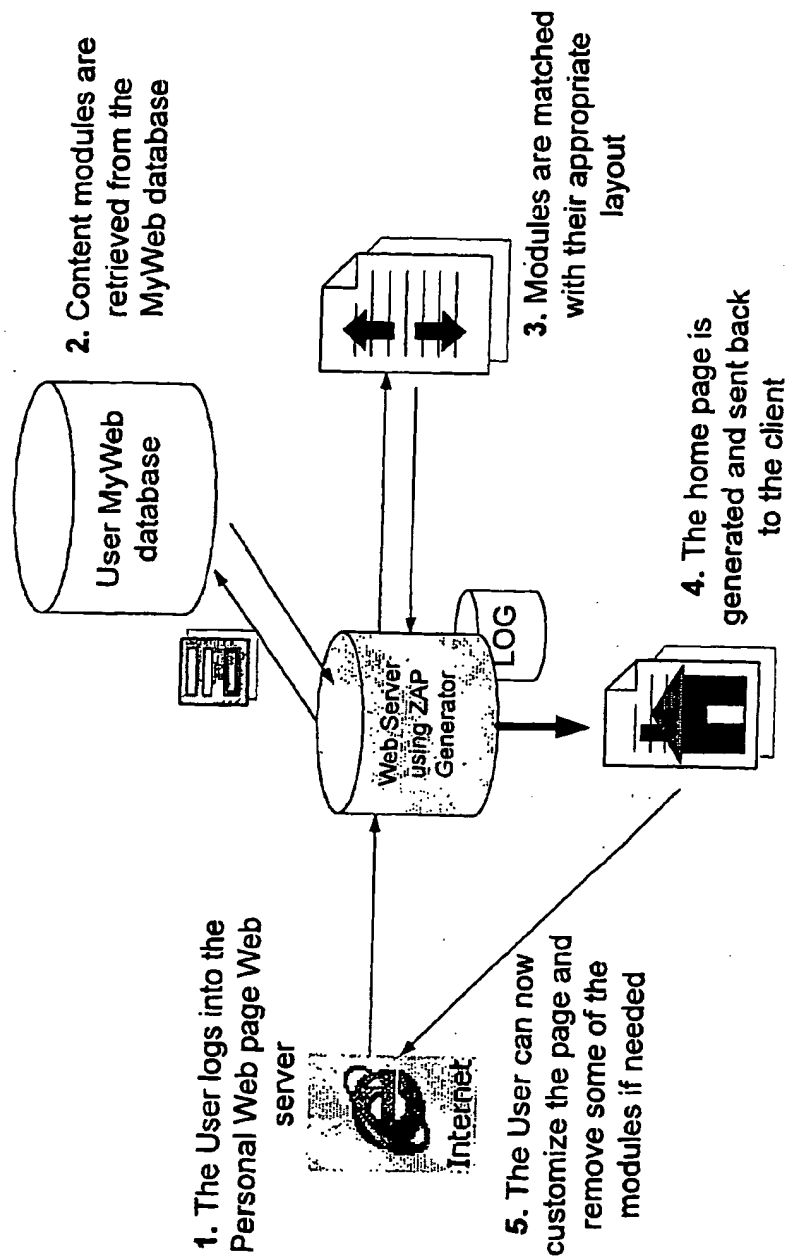 1. The User logs into the
Personal Web page Web
server
Internet
2. Content modules are
retrieved from the
MyWeb database
User MyWeb
database
Web Server
using ZAP
Generator
LOG
3. Modules are matched
with their appropriate
layout
4. The home page is
generated and sent back
to the client
5. The User can now
customize the page and
remove some of the
modules if needed